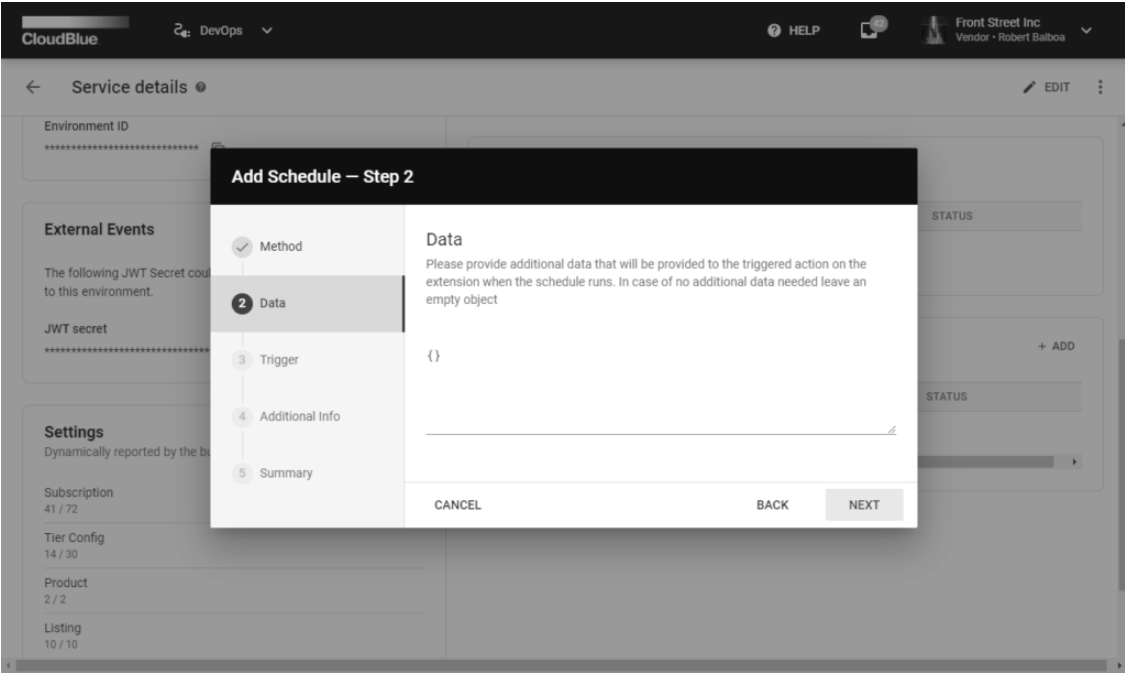 CloudBlue
DevOps
HELP
42
Front Street Inc
Vendor • Robert Balboa
Service details
EDIT
Environment ID
*****************************
External Events
The following JWT Secret coul
to this environment.
JWT secret
*******************************
Settings
Dynamically reported by the bu
Subscription
41 / 72
Tier Config
14 / 30
Product
2 / 2
Listing
10 / 10
STATUS
+ ADD
STATUS
Add Schedule — Step 2
Method
2 Data
3 Trigger
4 Additional Info
5 Summary
Data
Please provide additional data that will be provided to the triggered action on the
extension when the schedule runs. In case of no additional data needed leave an
empty object
{}
CANCEL
BACK
NEXT